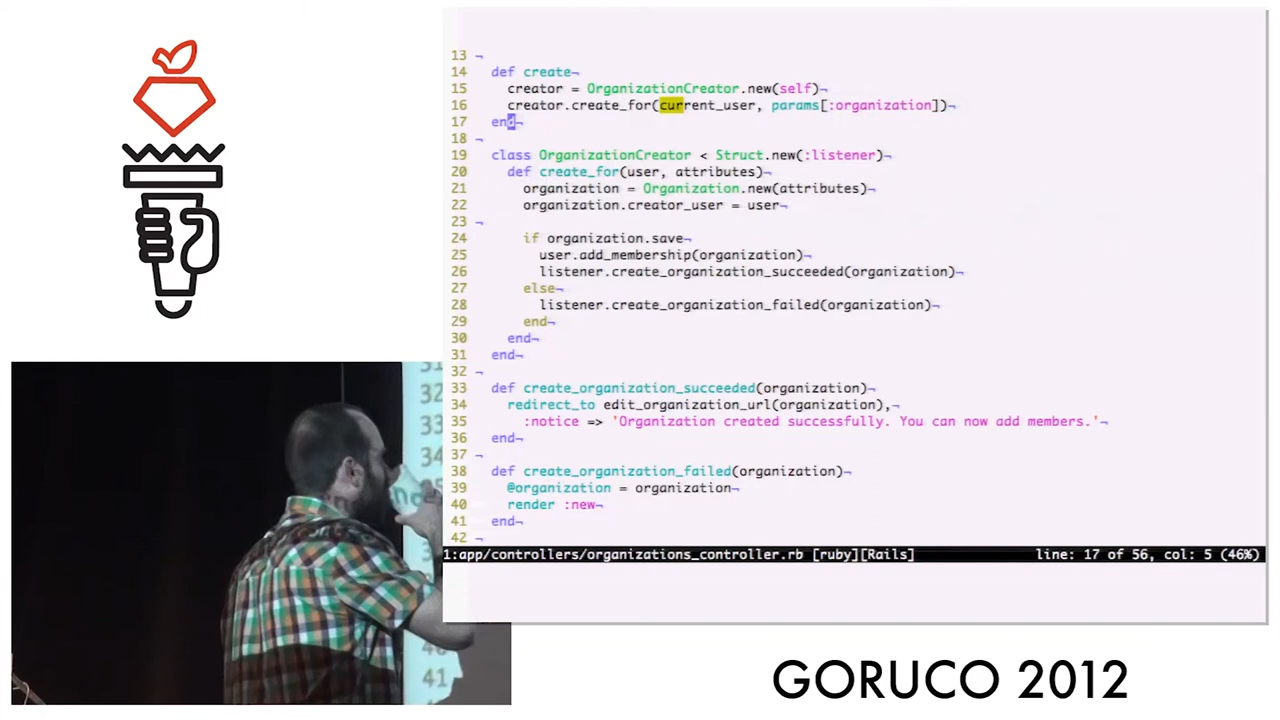 13 ¬
14 def create¬
15 creator = OrganizationCreator.new(self)¬
16 creator.create_for(current_user, params[:organization])¬
17 end¬
18 ¬
19 class OrganizationCreator < Struct.new(:listener)¬
20 def create_for(user, attributes)¬
21 organization = Organization.new(attributes)¬
22 organization.creator_user = user¬
23 ¬
24 if organization.save¬
25 user.add_membership(organization)¬
26 listener.create_organization_succeeded(organization)¬
27 else¬
28 listener.create_organization_failed(organization)¬
29 end¬
30 end¬
31 end¬
32 ¬
33 def create_organization_succeeded(organization)¬
34 redirect_to edit_organization_url(organization),¬
35 :notice => 'Organization created successfully. You can now add members.'¬
36 end¬
37 ¬
38 def create_organization_failed(organization)¬
39 @organization = organization¬
40 render :new¬
41 end¬
42 ¬
1:app/controllers/organizations_controller.rb [ruby][Rails] line: 17 of 56, col: 5 (46%)
31
32
33
34
41
GORUCO 2012